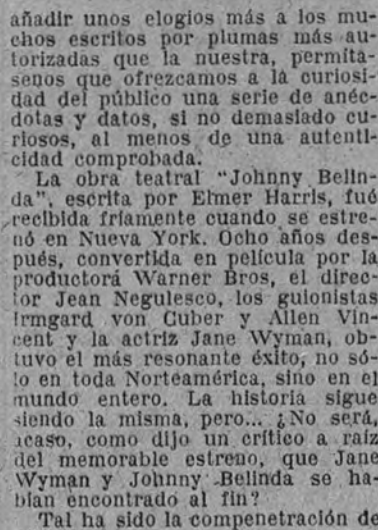 añadir unos elogios más a los mu-
chos escritos por plumas más au-
torizadas que la nuestra, permíta-
senos que ofrezcamos a la curiosi-
dad del público una serie de anéc-
dotas y datos, si no demasiado cu-
riosos, al menos de una autenti-
cidad comprobada.
La obra teatral "Johnny Belin-
da", escrita por Elmer Harris, fué
recibida fríamente cuando se estre-
nó en Nueva York. Ocho años des-
pués, convertida en película por la
productora Warner Bros, el direc-
tor Jean Negulesco, los guionistas
Irmgard von Cuber y Allen Vin-
cent y la actriz Jane Wyman, ob-
tuvo el más resonante éxito, no só-
lo en toda Norteamérica, sino en el
mundo entero. La historia sigue
siendo la misma, pero... ¿No será,
acaso, como dijo un crítico a raíz
del memorable estreno, que Jane
Wyman y Johnny Belinda se ha-
bían encontrado al fin?
Tal ha sido la compenetración de